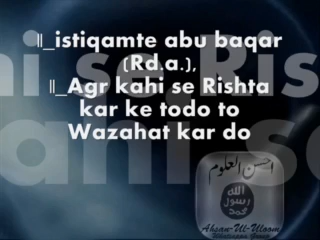 ||_istiqamte abu baqar
(Rd.a.),
||_Agr kahi se Rishta
kar ke todo to
Wazahat kar do
احسن العلوم
الله
رسول
محمد
Ahsan-Ul-Uloom